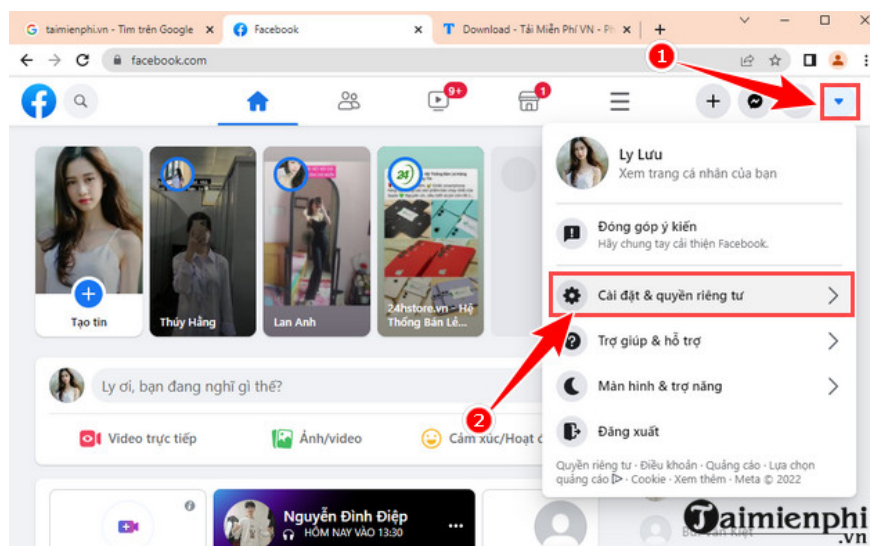 taimienphi.vn - Tìm trên Google
Facebook
Download - Tải Miễn Phí VN - Ph
facebook.com
1
9+
1
Ly Lưu
Xem trang cá nhân của bạn
Đóng góp ý kiến
Hãy chung tay cải thiện Facebook.
Cài đặt & quyền riêng tư
Trợ giúp & hỗ trợ
Màn hình & trợ năng
Đăng xuất
Quyền riêng tư · Điều khoản · Quảng cáo · Lựa chọn
quảng cáo · Cookie · Xem thêm · Meta © 2022
Tạo tin
Thúy Hằng
Lan Anh
24hstore.vn - Hệ
Thống Bán Lẻ...
2
Ly ơi, bạn đang nghĩ gì thế?
Video trực tiếp
Ảnh/video
Cảm xúc/Hoạt đ
Nguyễn Đình Điệp
HÔM NAY VÀO 13:30
Taimienphi
.vn